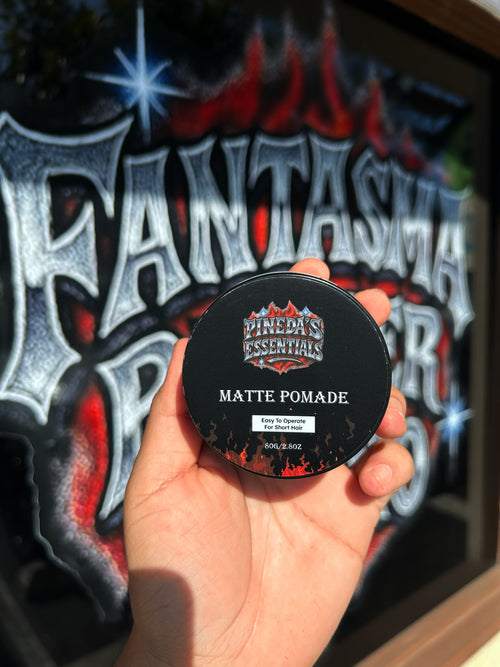 FANTASMA
PINEDA'S
ESSENTIALS
MATTE POMADE
Easy To Operate
For Short Hair
80G/2.8OZ